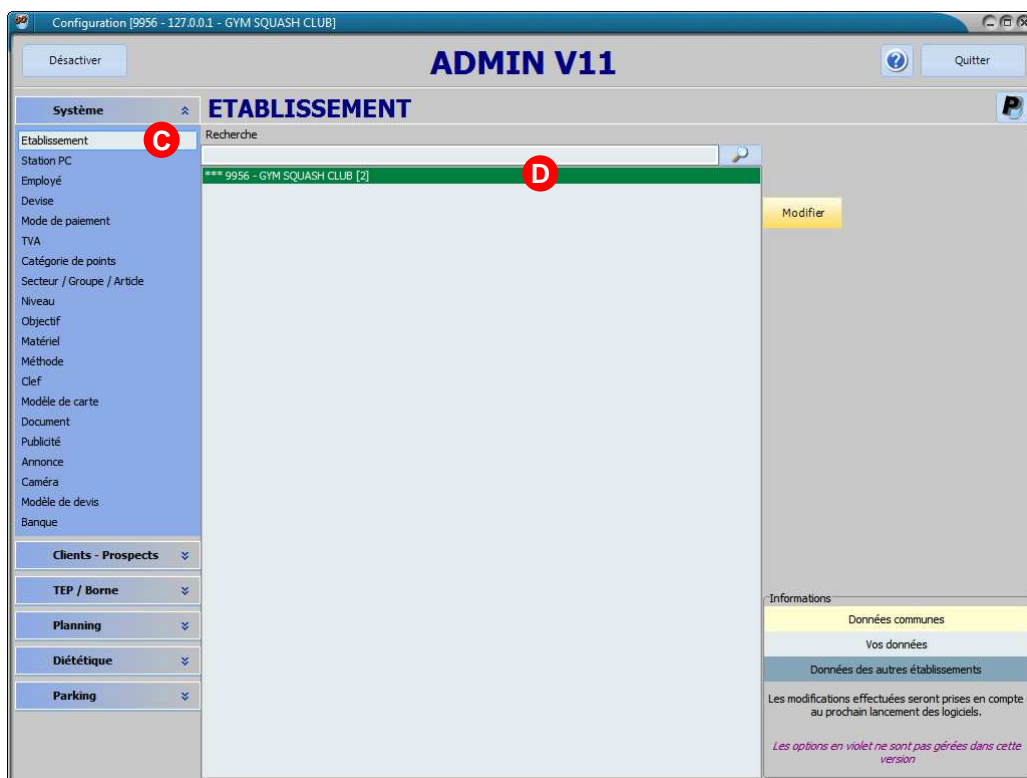 Configuration [9956 - 127.0.0.1 - GYM SQUASH CLUB]
Désactiver
ADMIN V11
Quitter
Système
ETABLISSEMENT
P
Etablissement
C
Recherche
Station PC
*** 9956 - GYM SQUASH CLUB [2]
D
Employé
Devise
Modifier
Mode de paiement
TVA
Catégorie de points
Secteur / Groupe / Article
Niveau
Objectif
Matériel
Méthode
Clef
Modèle de carte
Document
Publicité
Annonce
Caméra
Modèle de devis
Banque
Clients - Prospects
TEP / Borne
Planning
Diététique
Parking
Informations
Données communes
Vos données
Données des autres établissements
Les modifications effectuées seront prises en compte
au prochain lancement des logiciels.
Les options en violet ne sont pas gérées dans cette
version